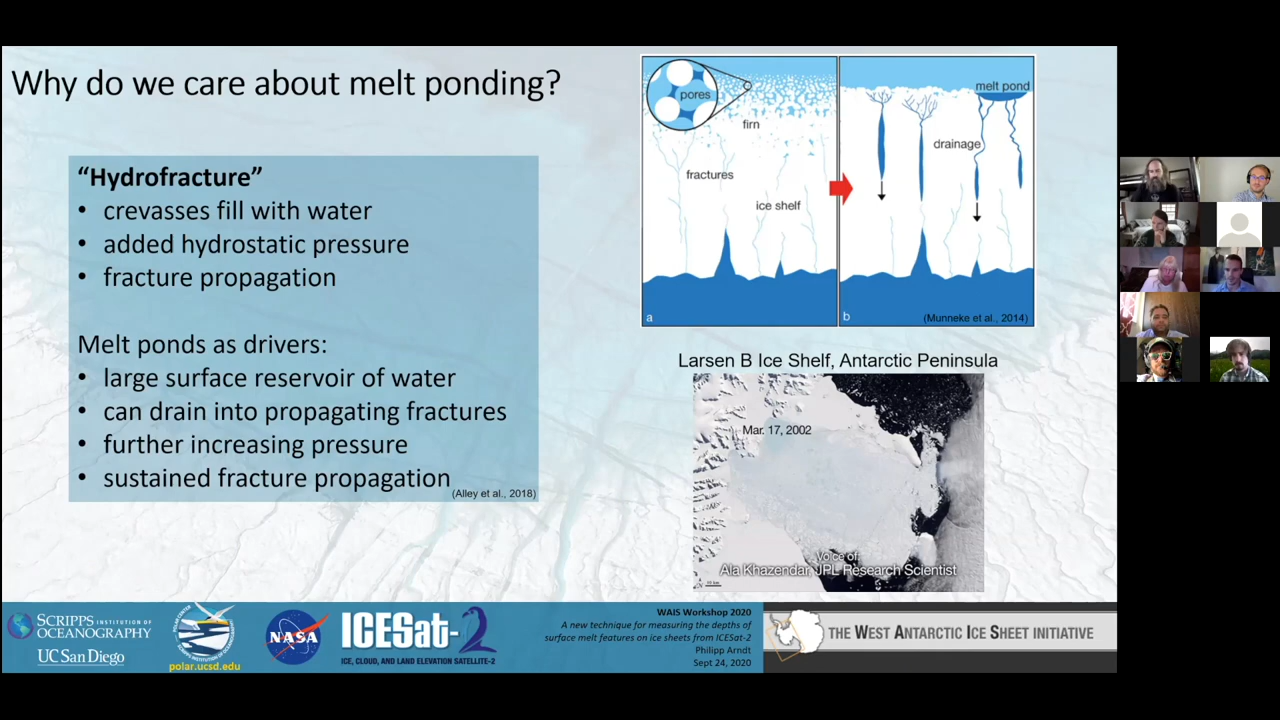 Why do we care about melt ponding?
“Hydrofracture”
• crevasses fill with water
• added hydrostatic pressure
• fracture propagation
Melt ponds as drivers:
• large surface reservoir of water
• can drain into propagating fractures
• further increasing pressure
• sustained fracture propagation
(Alley et al., 2018)
pores
firn
fractures
ice shelf
a
melt pond
drainage
b
(Munneke et al., 2014)
Larsen B Ice Shelf, Antarctic Peninsula
Mar. 17, 2002
Voice of
Ala Khazendar, JPL Research Scientist
10 km
SCRIPPS INSTITUTION OF
OCEANOGRAPHY
UC San Diego
polar.ucsd.edu
NASA
ICESat-2
ICE, CLOUD, AND LAND ELEVATION SATELLITE-2
WAIS Workshop 2020
A new technique for measuring the depths of
surface melt features on ice sheets from ICESat-2
Philipp Arndt
Sept 24, 2020
THE WEST ANTARCTIC ICE SHEET INITIATIVE